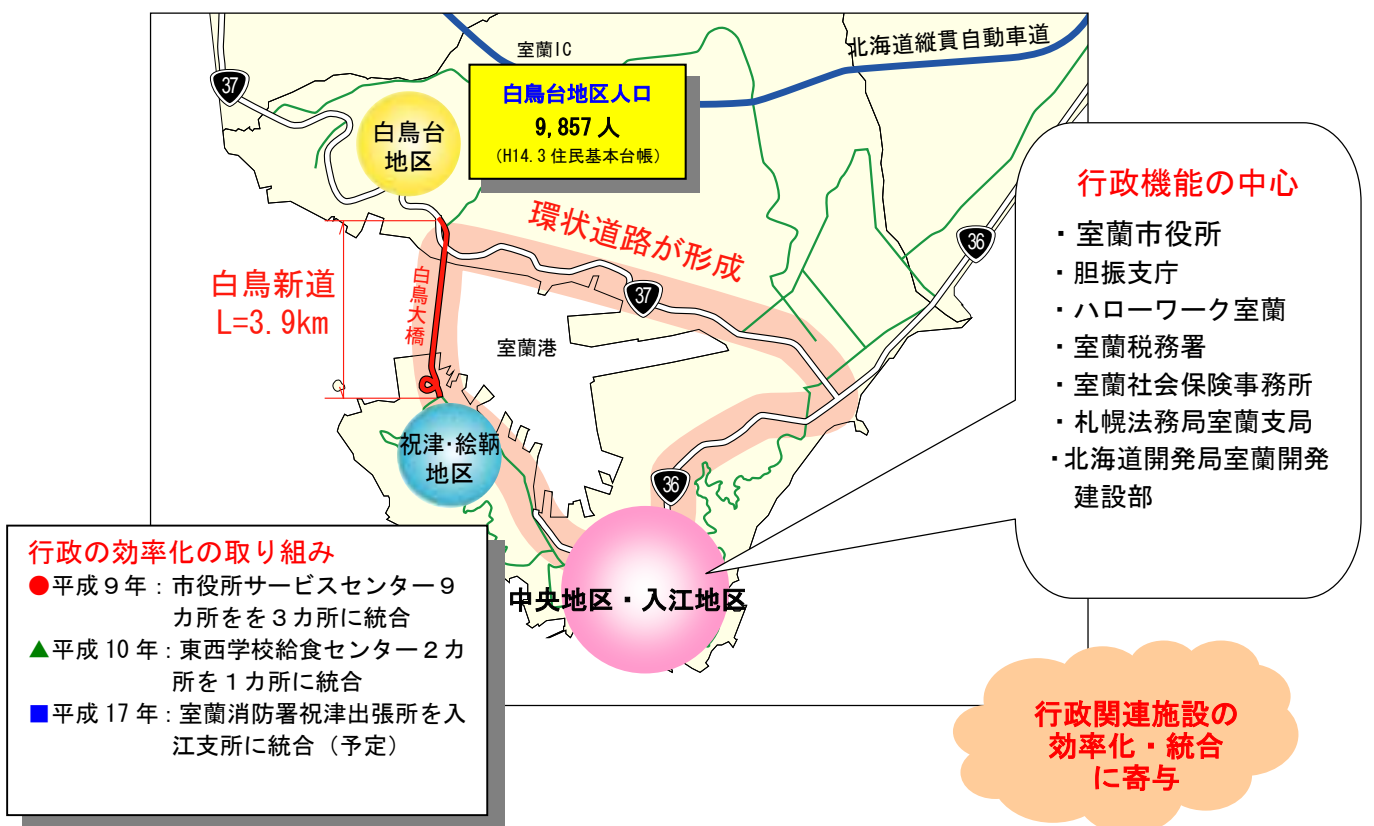 室蘭IC
北海道縦貫自動車道
37
白鳥台
地区
白鳥台地区人口
9,857人
（H14.3住民基本台帳）
環状道路が形成
36
37
白鳥新道
L=3.9km
白鳥大橋
室蘭港
祝津・絵鞆
地区
36
中央地区・入江地区
行政機能の中心
・室蘭市役所
・胆振支庁
・ハローワーク室蘭
・室蘭税務署
・室蘭社会保険事務所
・札幌法務局室蘭支局
・北海道開発局室蘭開発
建設部
行政の効率化の取り組み
●平成９年：市役所サービスセンター９
カ所をを３カ所に統合
▲平成10年：東西学校給食センター２カ
所を１カ所に統合
■平成17年：室蘭消防署祝津出張所を入
江支所に統合（予定）
行政関連施設の
効率化・統合
に寄与